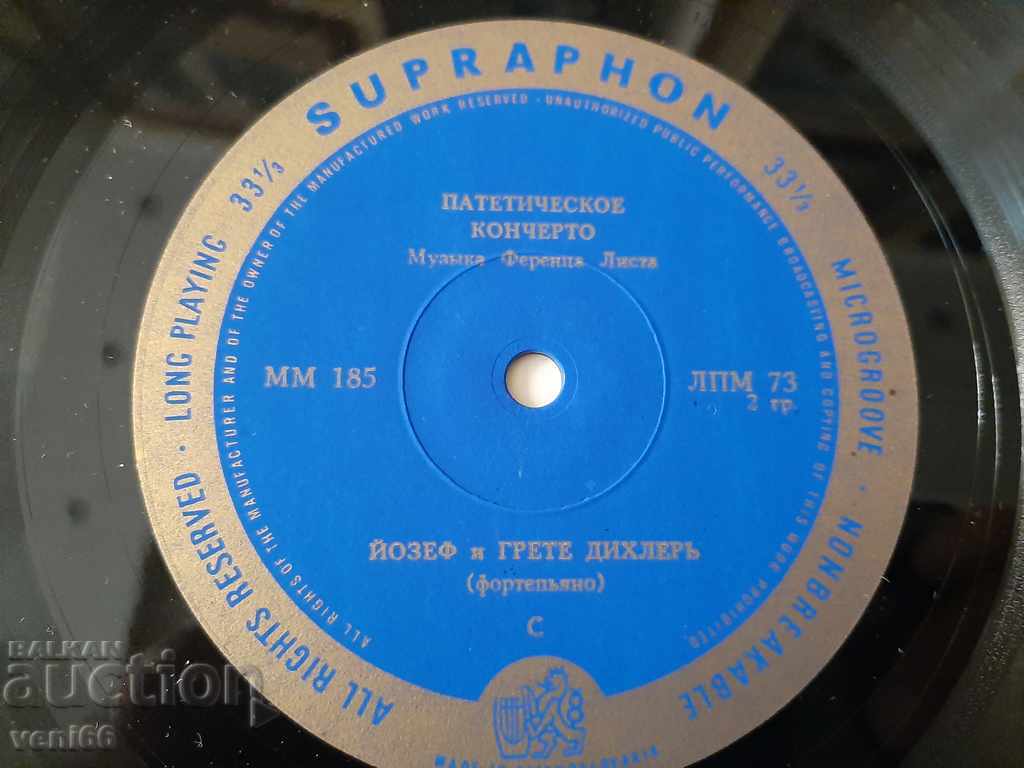 SUPRAPHON
33⅓
33⅓
ALL RIGHTS RESERVED · LONG PLAYING
MICROGROOVE · NONBREAKABLE
ALL RIGHTS OF THE MANUFACTURER AND OF THE OWNER OF THE MANUFACTURED WORK RESERVED · UNAUTHORIZED PUBLIC PERFORMANCE BROADCASTING AND COPYING OF THIS WORK PROHIBITED
ПАТЕТИЧЕСКОЕ
КОНЧЕРТО
Музыка Ференца Листа
ММ 185
ЛПМ 73
2 гр.
ЙОЗЕФ и ГРЕТЕ ДИХЛЕРЬ
(фортепьяно)
С
BALKAN
auction
veni66